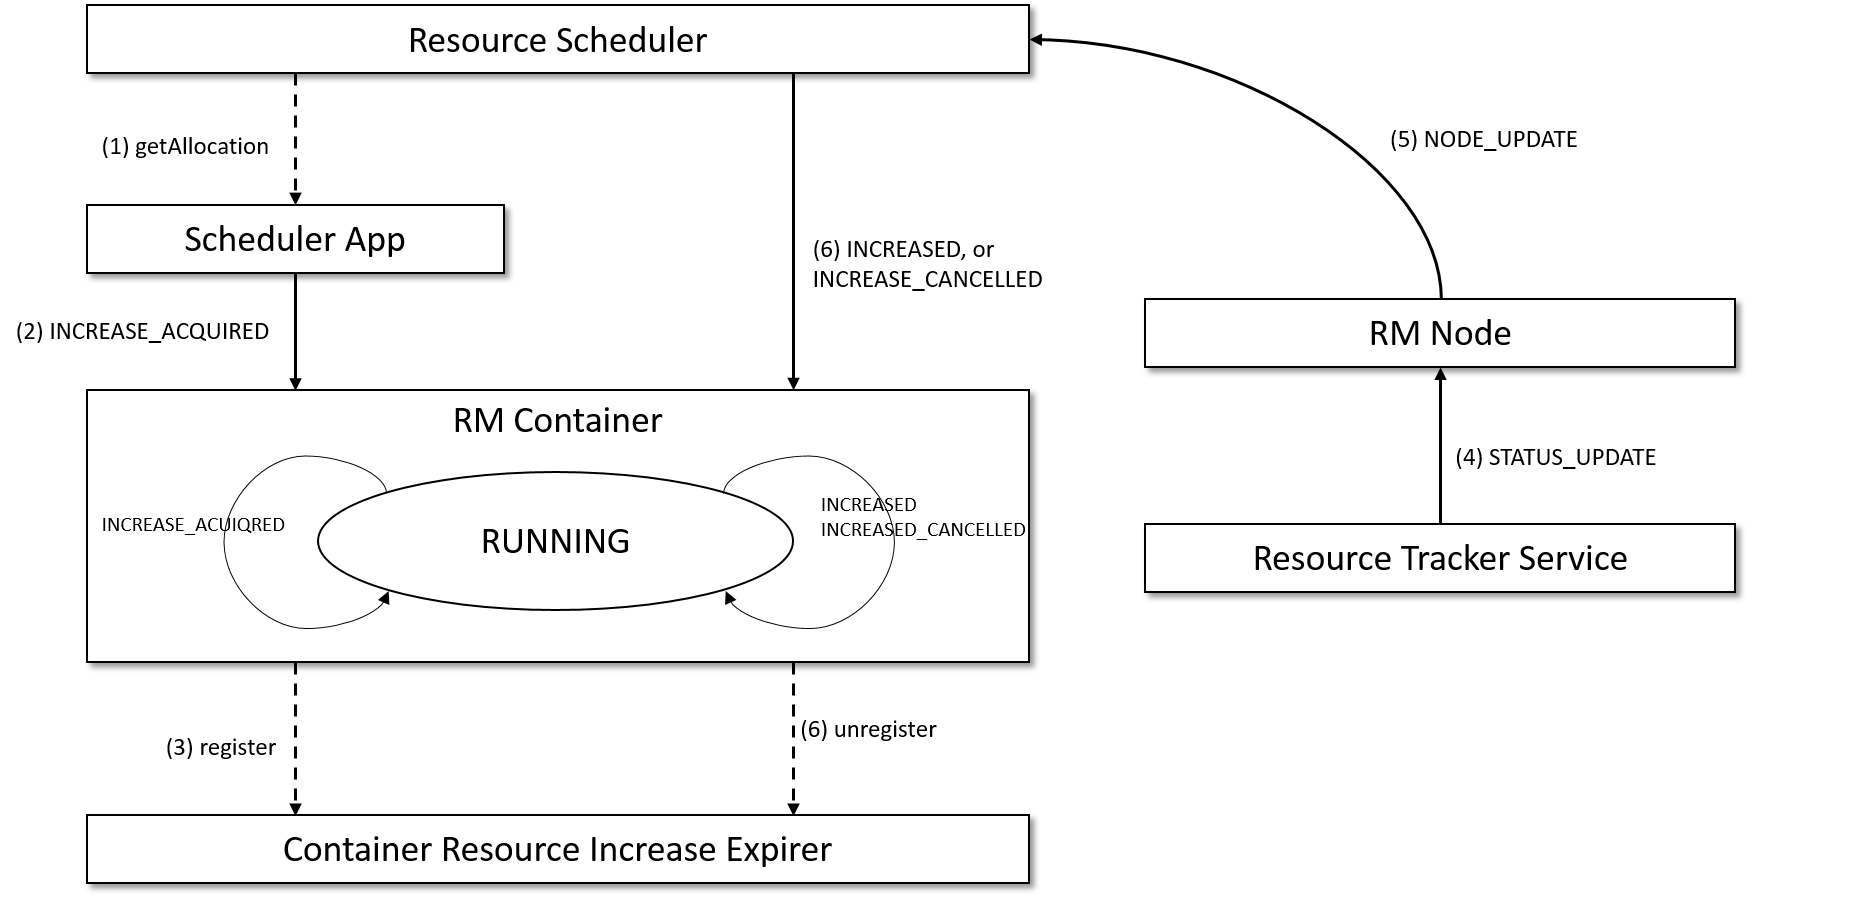 Resource Scheduler
(1) getAllocation
(5) NODE_UPDATE
Scheduler App
(6) INCREASED, or
INCREASE_CANCELLED
(2) INCREASE_ACQUIRED
RM Node
RM Container
(4) STATUS_UPDATE
INCREASE_ACUIQRED
RUNNING
INCREASED
INCREASED_CANCELLED
Resource Tracker Service
(3) register
(6) unregister
Container Resource Increase Expirer